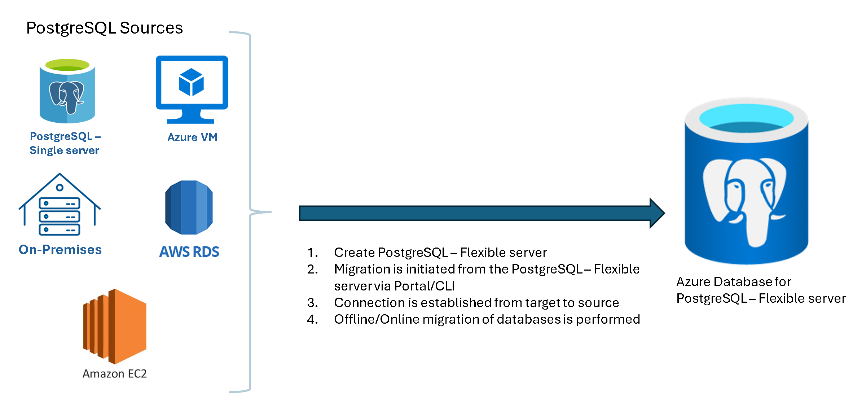 PostgreSQL Sources
PostgreSQL –
Single server
Azure VM
On-Premises
AWS RDS
Amazon EC2
1. Create PostgreSQL – Flexible server
2. Migration is initiated from the PostgreSQL – Flexible
server via Portal/CLI
3. Connection is established from target to source
4. Offline/Online migration of databases is performed
Azure Database for
PostgreSQL – Flexible server